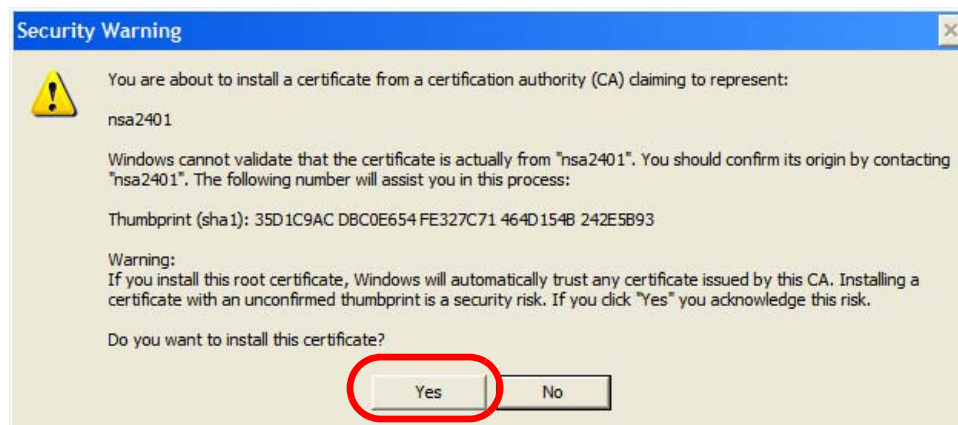 Security Warning
You are about to install a certificate from a certification authority (CA) claiming to represent:
nsa2401
Windows cannot validate that the certificate is actually from "nsa2401". You should confirm its origin by contacting
"nsa2401". The following number will assist you in this process:
Thumbprint (sha1): 35D1C9AC DBC0E654 FE327C71 464D154B 242E5B93
Warning:
If you install this root certificate, Windows will automatically trust any certificate issued by this CA. Installing a
certificate with an unconfirmed thumbprint is a security risk. If you click "Yes" you acknowledge this risk.
Do you want to install this certificate?
Yes No